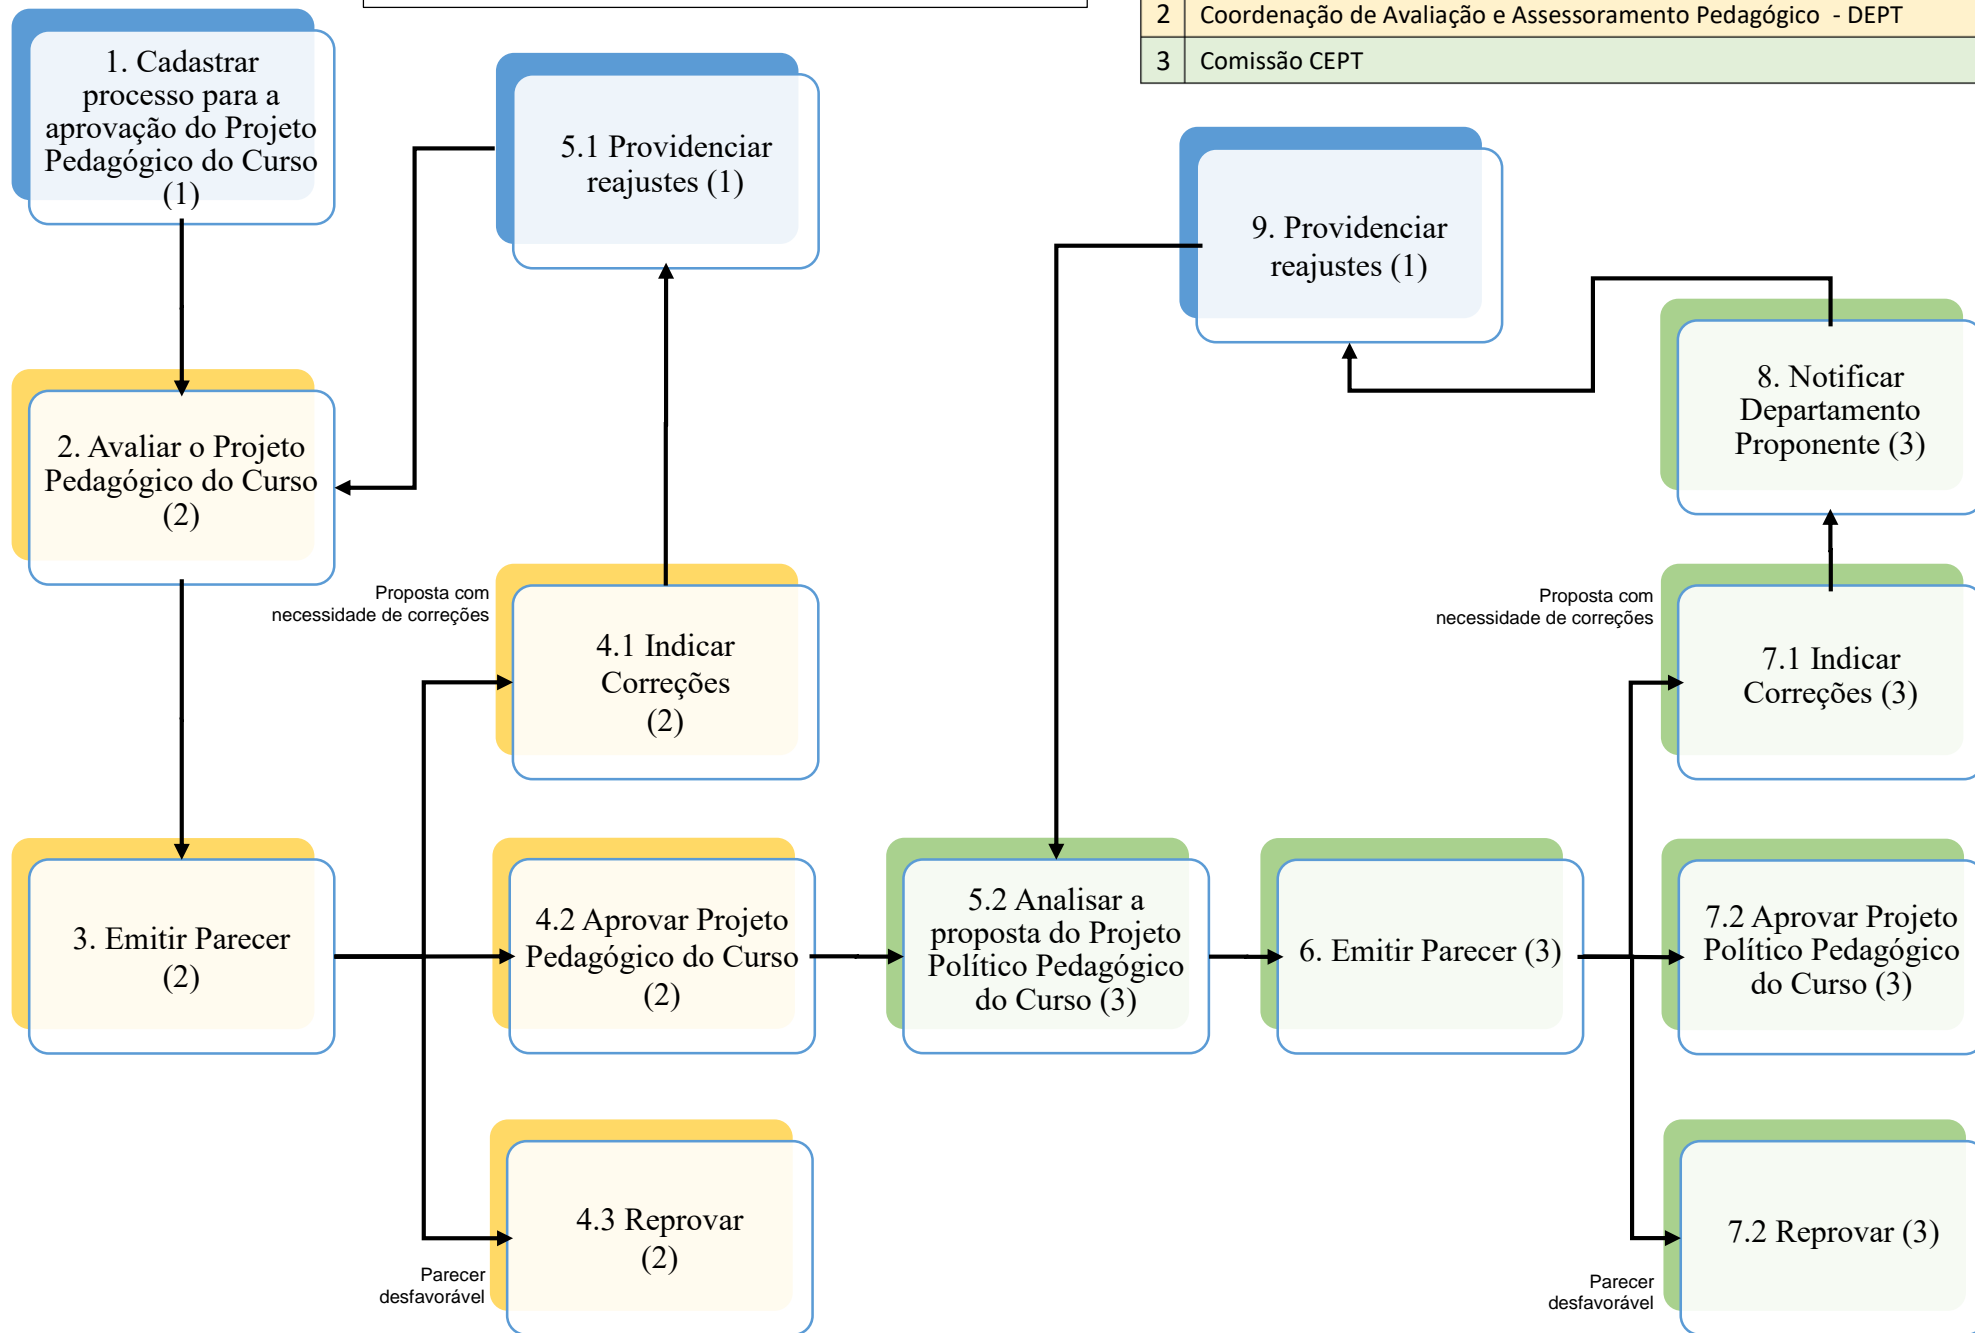 2 Coordenação de Avaliação e Assessoramento Pedagógico - DEPT
3 Comissão CEPT
1. Cadastrar
processo para a
aprovação do Projeto
Pedagógico do Curso
(1)
5.1 Providenciar
reajustes (1)
9. Providenciar
reajustes (1)
8. Notificar
Departamento
Proponente (3)
2. Avaliar o Projeto
Pedagógico do Curso
(2)
Proposta com
necessidade de correções
4.1 Indicar
Correções
(2)
Proposta com
necessidade de correções
7.1 Indicar
Correções (3)
3. Emitir Parecer
(2)
4.2 Aprovar Projeto
Pedagógico do Curso
(2)
5.2 Analisar a
proposta do Projeto
Político Pedagógico
do Curso (3)
6. Emitir Parecer (3)
7.2 Aprovar Projeto
Político Pedagógico
do Curso (3)
4.3 Reprovar
(2)
Parecer
desfavorável
7.2 Reprovar (3)
Parecer
desfavorável